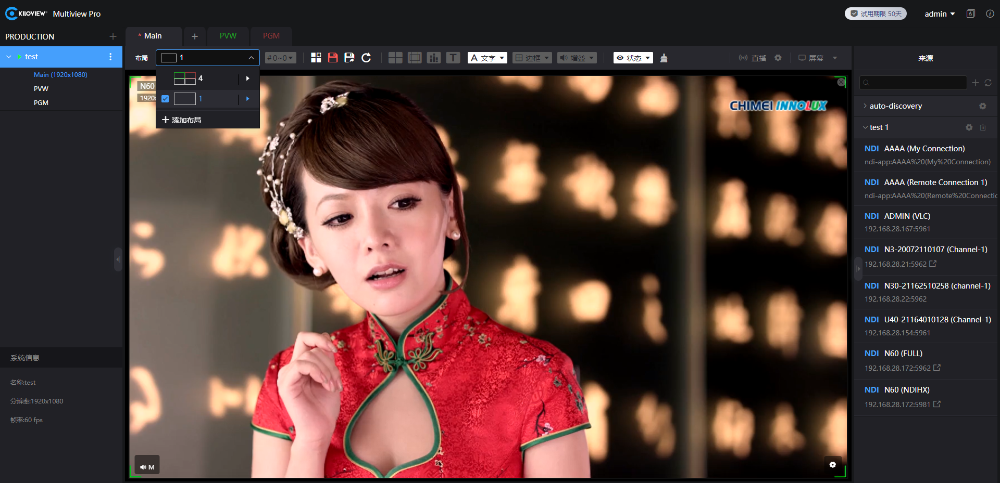 KILOVIEW Multiview Pro
试用期限 50天
admin
PRODUCTION
* Main
PVW
PGM
test
Main (1920x1080)
PVW
PGM
布局
1
#0~0
T
A 文字
边框
增益
状态
直播
屏幕
4
1
添加布局
N60
1920
CHIMEI INNOLUX
M
来源
auto-discovery
test 1
NDI AAAA (My Connection)
ndi-app:AAAA%20(My%20Connection)
NDI AAAA (Remote Connection 1)
ndi-app:AAAA%20(Remote%20Connectic
NDI ADMIN (VLC)
192.168.28.167:5961
NDI N3-20072110107 (Channel-1)
192.168.28.21:5962
NDI N30-21162510258 (channel-1)
192.168.28.22:5962
NDI U40-21164010128 (Channel-1)
192.168.28.154:5961
NDI N60 (FULL)
192.168.28.172:5962
NDI N60 (NDIHX)
192.168.28.172:5981
系统信息
名称:test
分辨率:1920x1080
帧率:60 fps